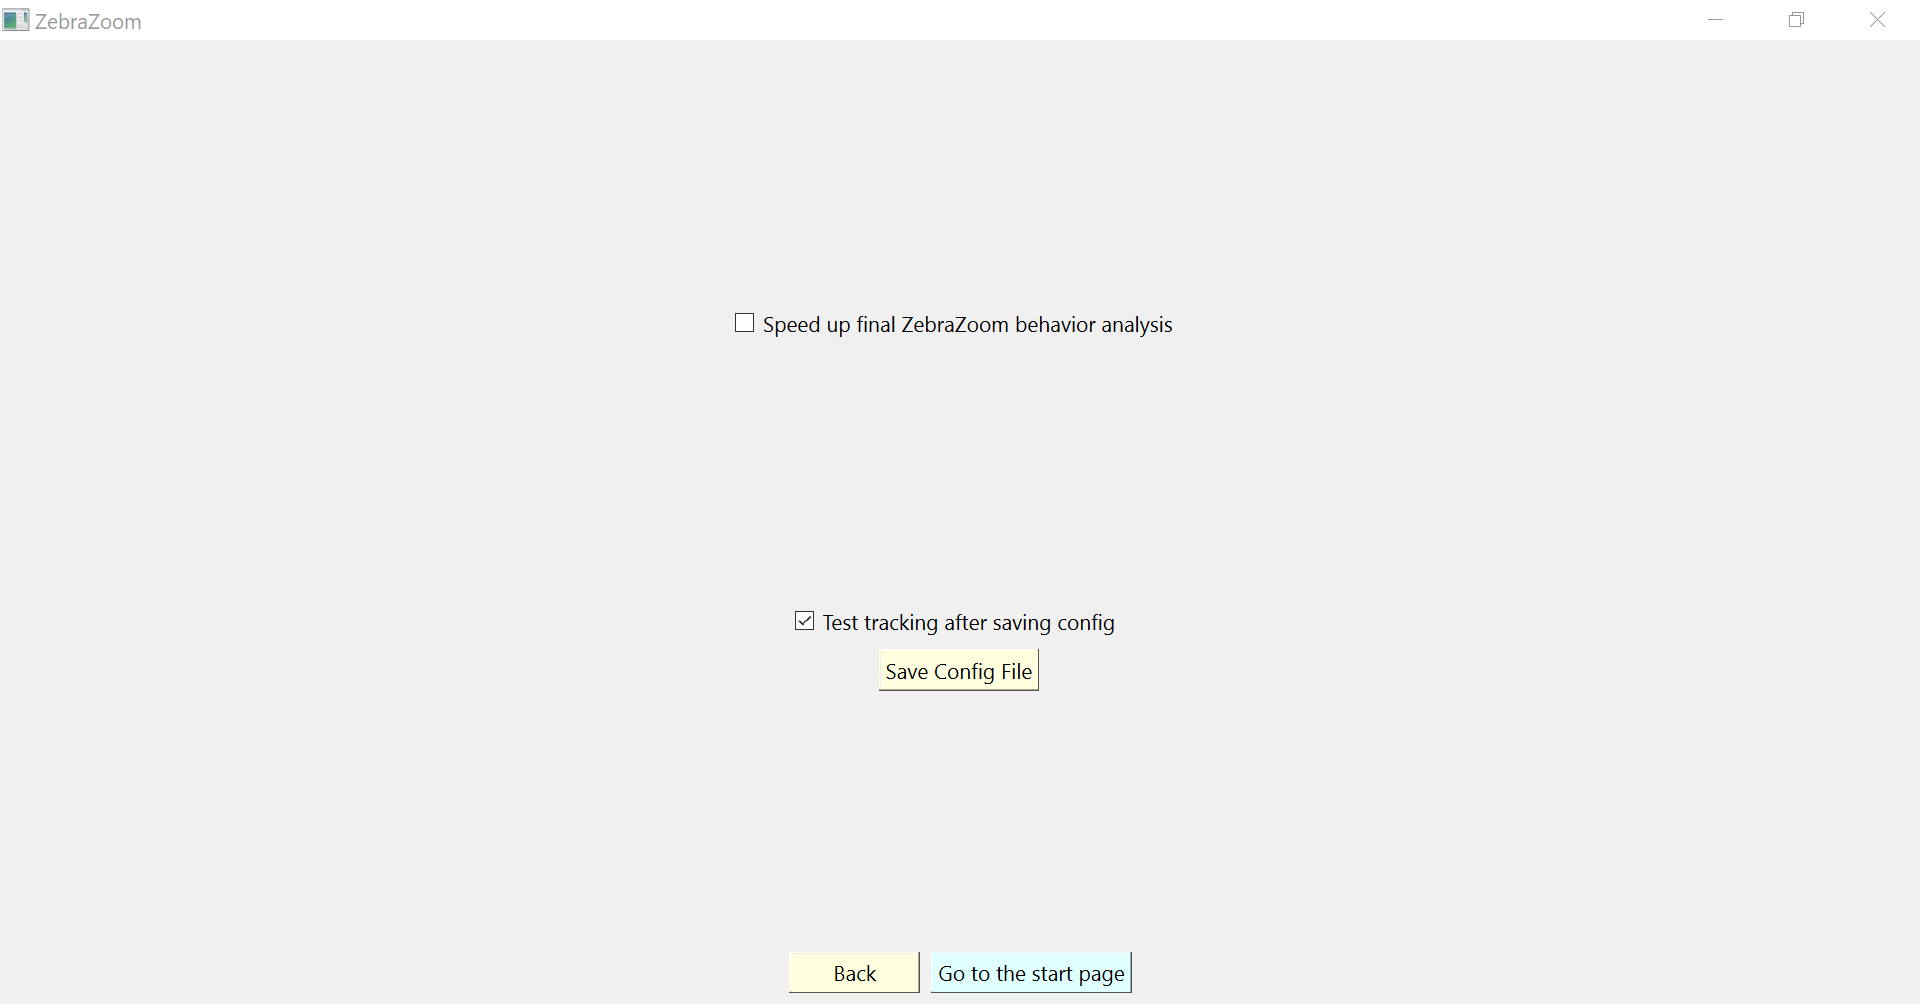 ZebraZoom
Speed up final ZebraZoom behavior analysis
Test tracking after saving config
Save Config File
Back
Go to the start page